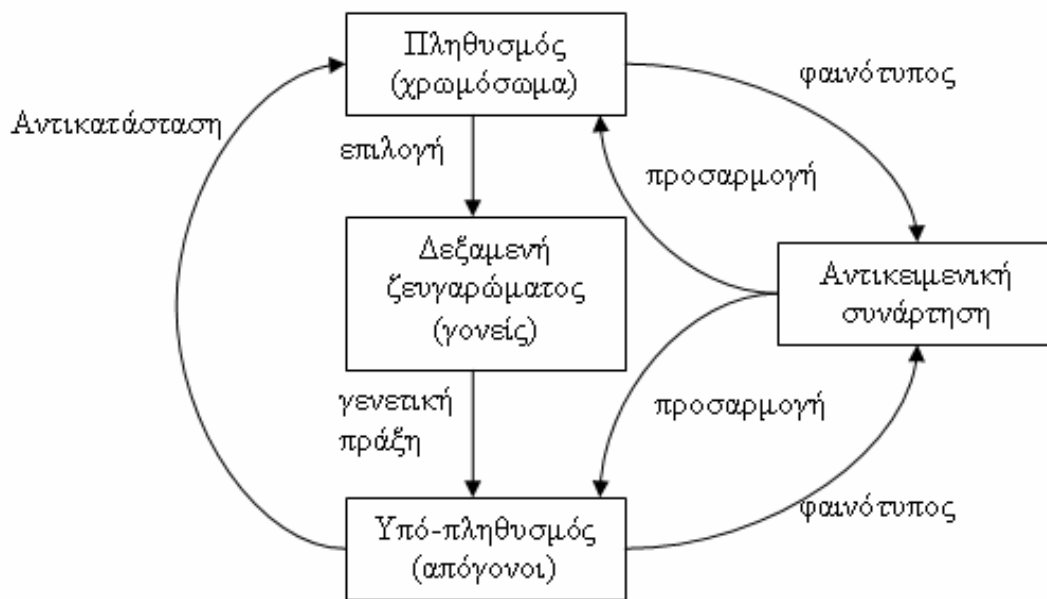 Πληθυσμός
(χρωμόσωμα)
φαινότυπος
Αντικατάσταση
επιλογή
προσαρμογή
Δεξαμενή
ζευγαρώματος
(γονείς)
Αντικειμενική
συνάρτηση
γενετική
πράξη
προσαρμογή
φαινότυπος
Υπό-πληθυσμός
(απόγονοι)